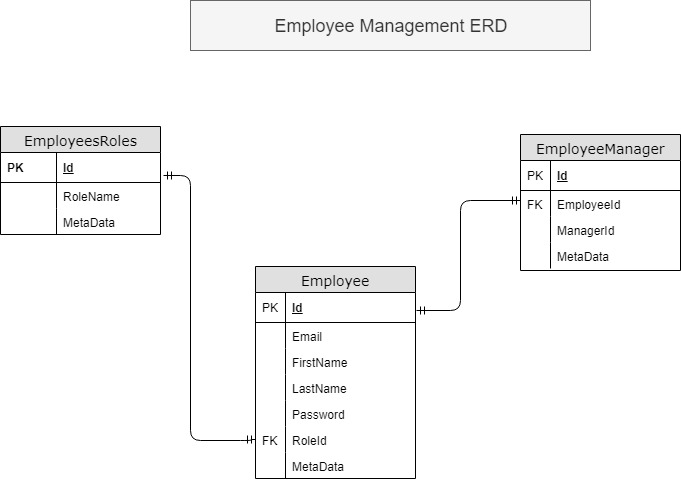 Employee Management ERD
EmployeesRoles
PK Id
RoleName
MetaData
EmployeeManager
PK Id
FK EmployeeId
ManagerId
MetaData
Employee
PK Id
Email
FirstName
LastName
Password
FK RoleId
MetaData